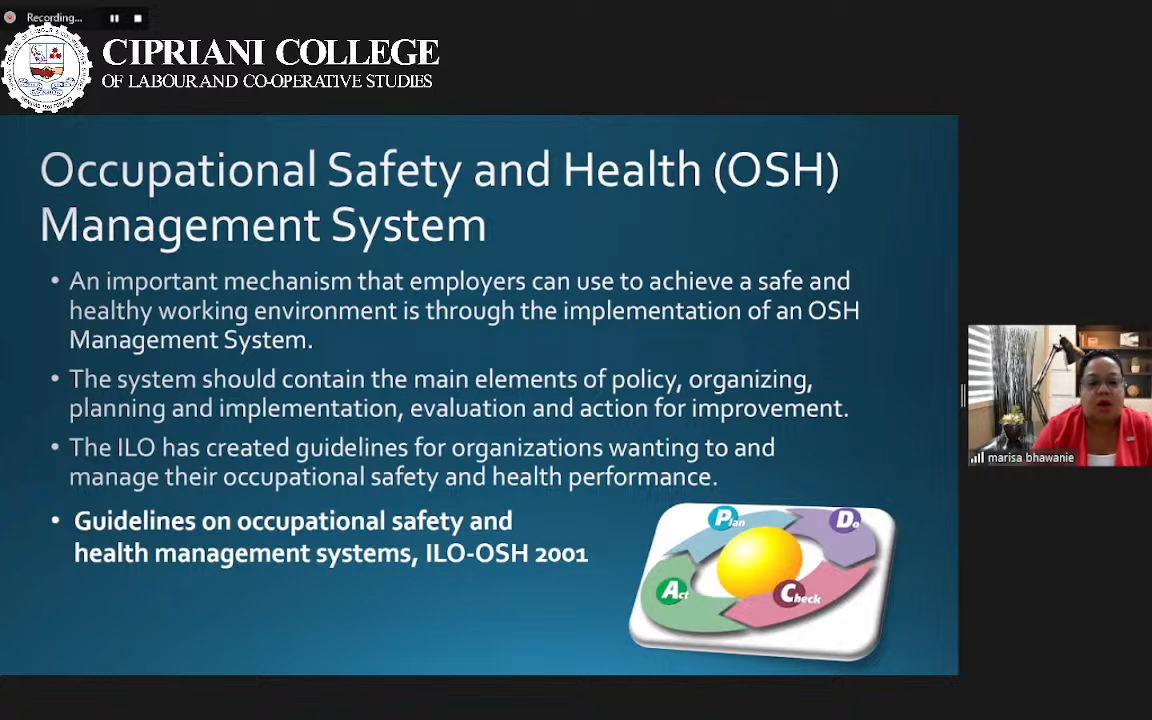 Recording...
CIPRIANI COLLEGE
OF LABOUR AND CO-OPERATIVE STUDIES
Occupational Safety and Health (OSH)
Management System
• An important mechanism that employers can use to achieve a safe and
healthy working environment is through the implementation of an OSH
Management System.
• The system should contain the main elements of policy, organizing,
planning and implementation, evaluation and action for improvement.
• The ILO has created guidelines for organizations wanting to and
manage their occupational safety and health performance.
• Guidelines on occupational safety and
health management systems, ILO-OSH 2001
Plan
Do
Act
Check
marisa bhawanie